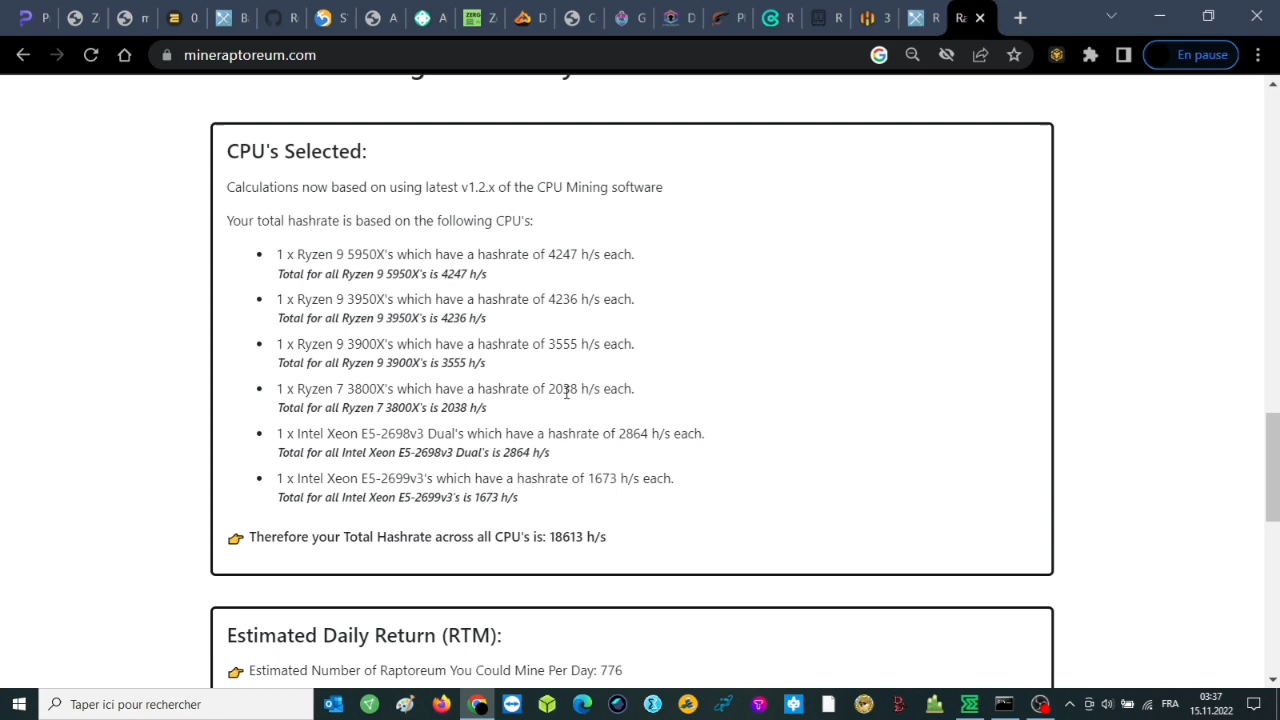 P
S
m
0
B
R
S
A
A
Z
D
C
G
D
P
R
R
3
R
Ra
mineraptoreum.com
En pause
CPU's Selected:
Calculations now based on using latest v1.2.x of the CPU Mining software
Your total hashrate is based on the following CPU's:
1 x Ryzen 9 5950X's which have a hashrate of 4247 h/s each.
Total for all Ryzen 9 5950X's is 4247 h/s
1 x Ryzen 9 3950X's which have a hashrate of 4236 h/s each.
Total for all Ryzen 9 3950X's is 4236 h/s
1 x Ryzen 9 3900X's which have a hashrate of 3555 h/s each.
Total for all Ryzen 9 3900X's is 3555 h/s
1 x Ryzen 7 3800X's which have a hashrate of 2038 h/s each.
Total for all Ryzen 7 3800X's is 2038 h/s
1 x Intel Xeon E5-2698v3 Dual's which have a hashrate of 2864 h/s each.
Total for all Intel Xeon E5-2698v3 Dual's is 2864 h/s
1 x Intel Xeon E5-2699v3's which have a hashrate of 1673 h/s each.
Total for all Intel Xeon E5-2699v3's is 1673 h/s
Therefore your Total Hashrate across all CPU's is: 18613 h/s
Estimated Daily Return (RTM):
Estimated Number of Raptoreum You Could Mine Per Day: 776
Taper ici pour rechercher
FRA
03:37
15.11.2022